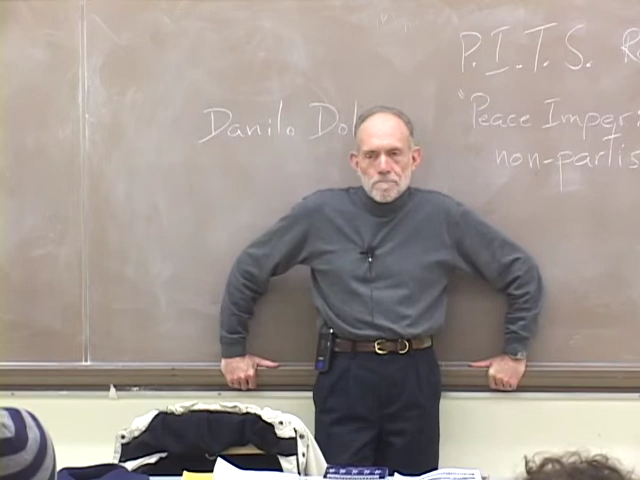 P.I.T.S. R
Danilo Dol
"Peace Imper
non-partis